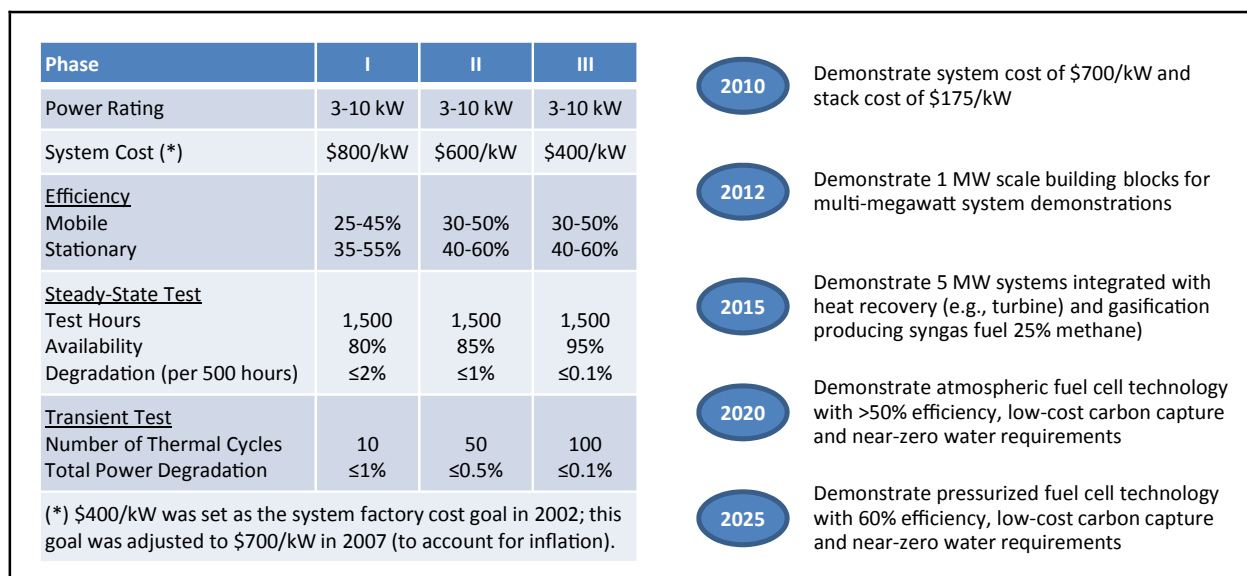 Phase I II III
Power Rating 3-10 kW 3-10 kW 3-10 kW
System Cost (*) $800/kW $600/kW $400/kW
Efficiency
Mobile 25-45% 30-50% 30-50%
Stationary 35-55% 40-60% 40-60%
Steady-State Test
Test Hours 1,500 1,500 1,500
Availability 80% 85% 95%
Degradation (per 500 hours) ≤2% ≤1% ≤0.1%
Transient Test
Number of Thermal Cycles 10 50 100
Total Power Degradation ≤1% ≤0.5% ≤0.1%
(*) $400/kW was set as the system factory cost goal in 2002; this
goal was adjusted to $700/kW in 2007 (to account for inflation).
2010
Demonstrate system cost of $700/kW and
stack cost of $175/kW
2012
Demonstrate 1 MW scale building blocks for
multi-megawatt system demonstrations
2015
Demonstrate 5 MW systems integrated with
heat recovery (e.g., turbine) and gasification
producing syngas fuel 25% methane)
2020
Demonstrate atmospheric fuel cell technology
with >50% efficiency, low-cost carbon capture
and near-zero water requirements
2025
Demonstrate pressurized fuel cell technology
with 60% efficiency, low-cost carbon capture
and near-zero water requirements